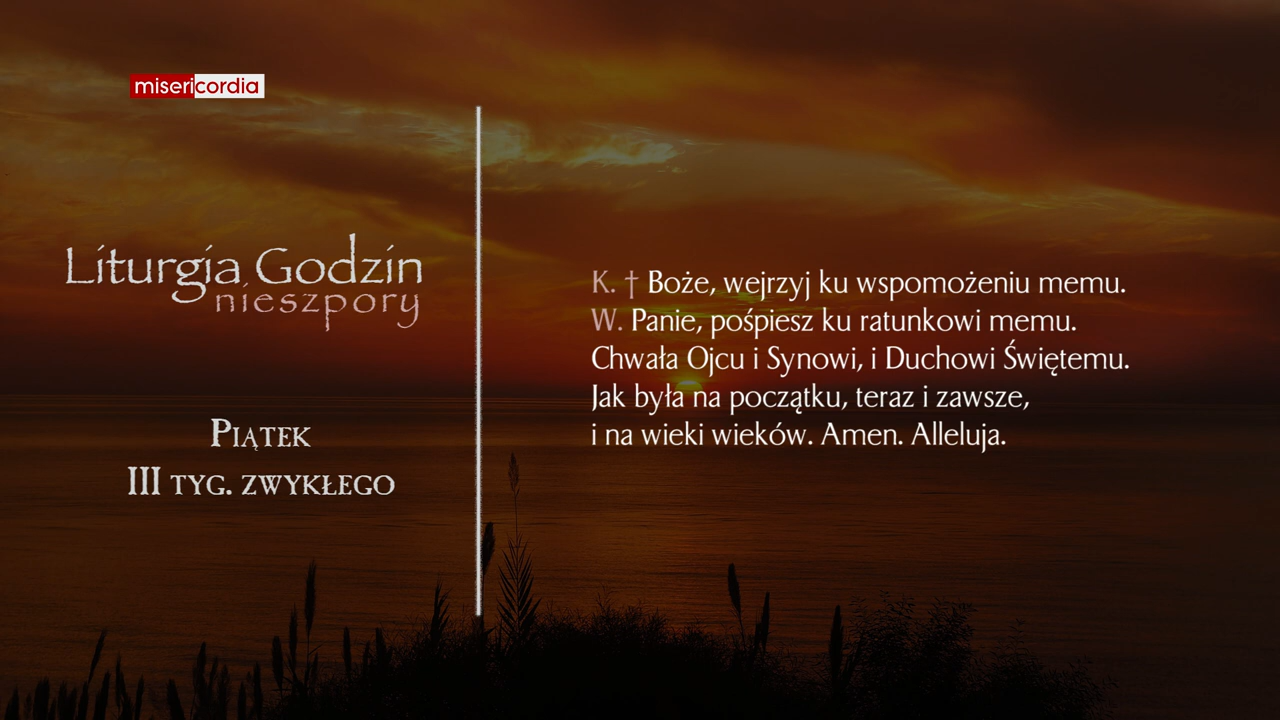 misericordia
Liturgia Godzin
nieszpory
Piątek
III tyg. zwykłego
K. † Boże, wejrzyj ku wspomożeniu memu.
W. Panie, pośpiesz ku ratunkowi memu.
Chwała Ojcu i Synowi, i Duchowi Świętemu.
Jak była na początku, teraz i zawsze,
i na wieki wieków. Amen. Alleluja.